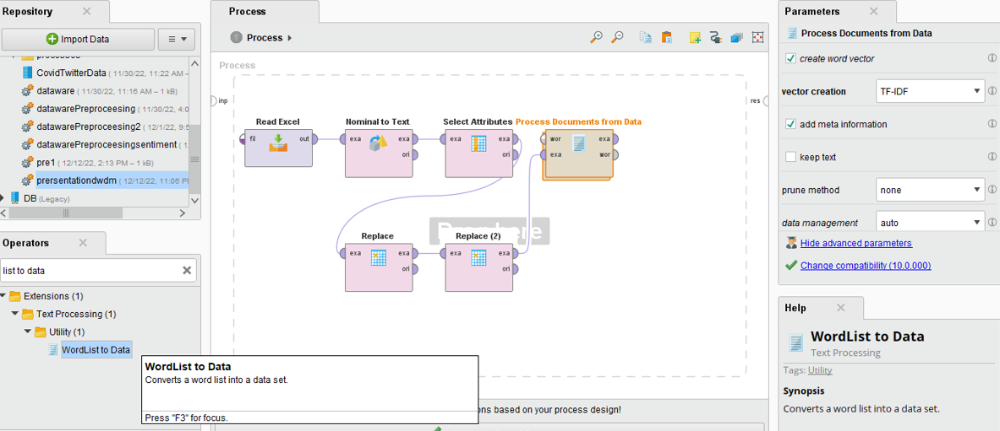 Repository
Import Data
processes
CovidTwitterData ( 11/30/22, 11:22 AM –
dataware ( 11/30/22, 11:16 AM – 1 kB)
datawarePreproceesing ( 11/30/22, 4:0
datawarePreproceesing2 ( 12/1/22, 9:5
datawarePreproceesingsentiment ( 1
pre1 ( 12/12/22, 2:13 PM – 1 kB)
prersentationdwdm ( 12/12/22, 11:06 P
DB (Legacy)
Operators
list to data
Extensions (1)
Text Processing (1)
Utility (1)
WordList to Data
WordList to Data
Converts a word list into a data set.
Press "F3" for focus.
Process
Process
Process
inp
res
Read Excel
fil out
Nominal to Text
exa exa
ori
Select Attributes
exa exa
ori
Process Documents from Data
wor exa
exa wor
Replace
exa exa
ori
Replace (2)
exa exa
ori
ons based on your process design!
Parameters
Process Documents from Data
create word vector
vector creation TF-IDF
add meta information
keep text
prune method none
data management auto
Hide advanced parameters
Change compatibility (10.0.000)
Help
WordList to Data
Text Processing
Tags: Utility
Synopsis
Converts a word list into a data set.